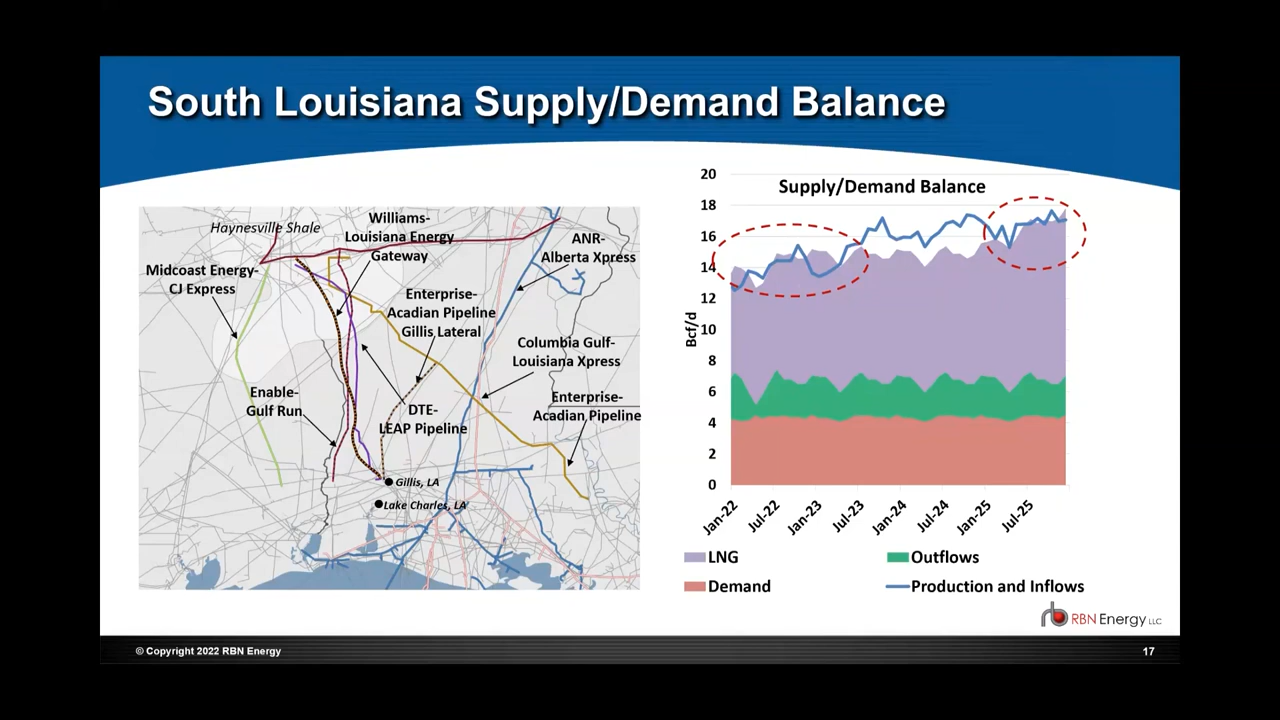 South Louisiana Supply/Demand Balance
Haynesville Shale
Midcoast Energy-
CJ Express
Williams-
Louisiana Energy
Gateway
ANR-
Alberta Xpress
Enterprise-
Acadian Pipeline
Gillis Lateral
Columbia Gulf-
Louisiana Xpress
Enable-
Gulf Run
DTE-
LEAP Pipeline
Enterprise-
Acadian Pipeline
Gillis, LA
Lake Charles, LA
Supply/Demand Balance
Bcf/d
20
18
16
14
12
10
8
6
4
2
0
Jan-22
Jul-22
Jan-23
Jul-23
Jan-24
Jul-24
Jan-25
Jul-25
LNG
Outflows
Demand
Production and Inflows
RBN Energy LLC
© Copyright 2022 RBN Energy
17